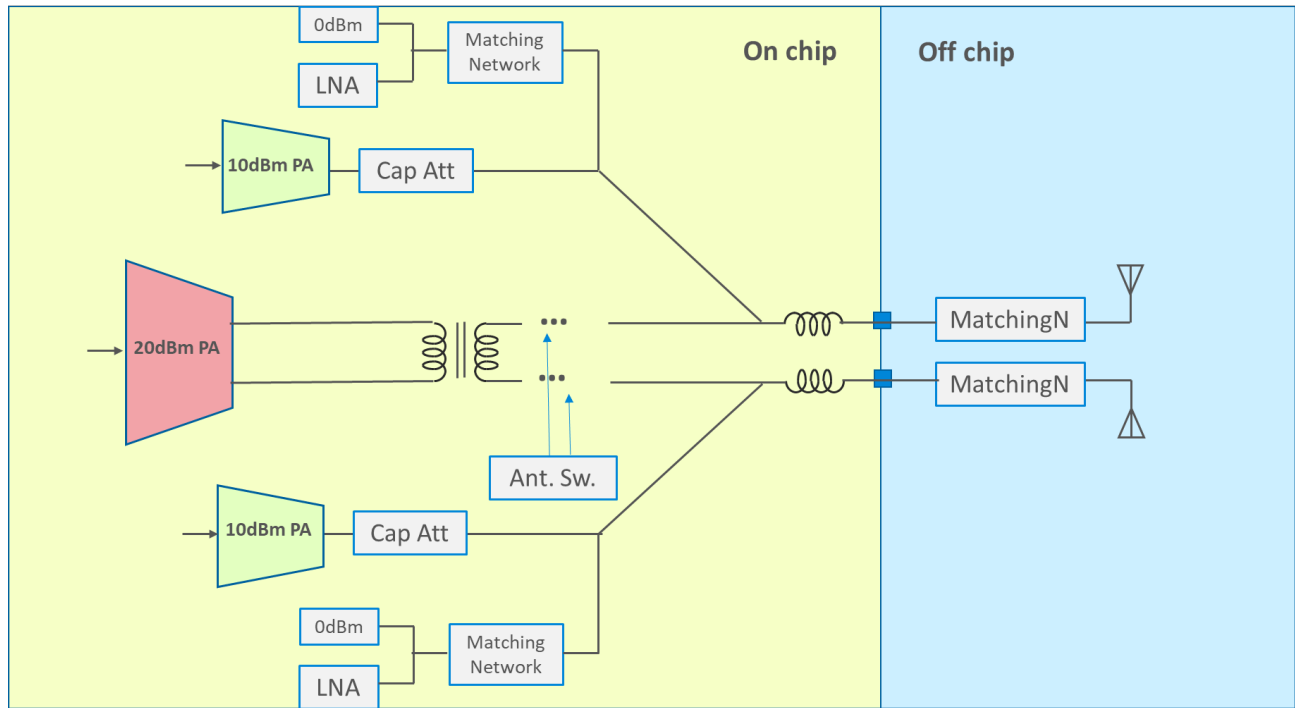 0dBm
LNA
Matching
Network
On chip
Off chip
10dBm PA
Cap Att
20dBm PA
MatchingN
MatchingN
Ant. Sw.
10dBm PA
Cap Att
0dBm
LNA
Matching
Network